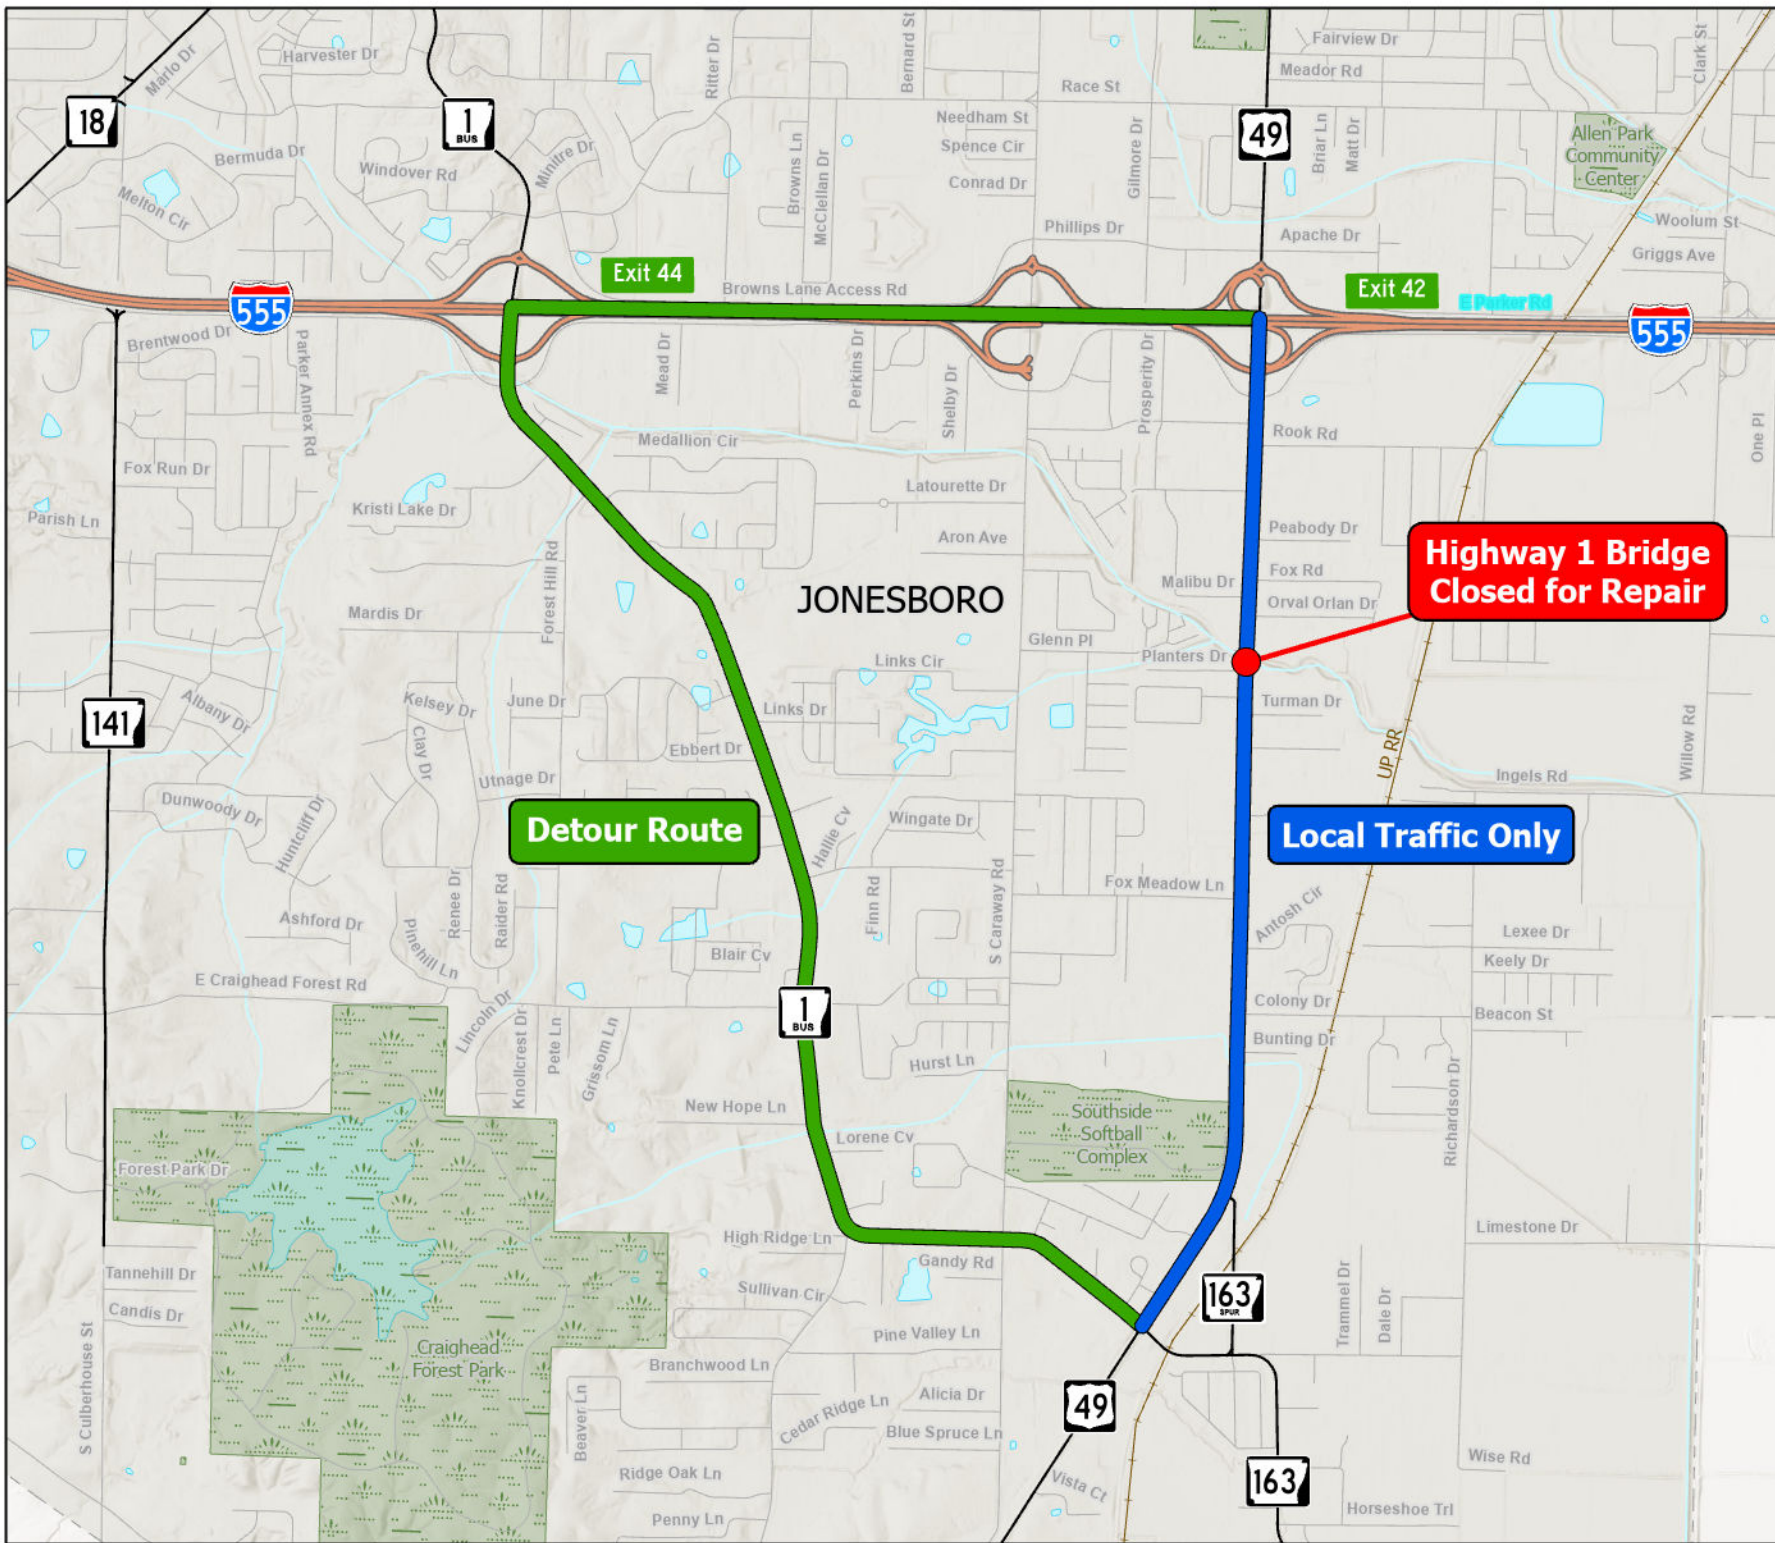 Fairview Dr
Harvester Dr
Marlo Dr
Ritter Dr
Bernard St
Clark St
Meador Rd
Race St
18
1
BUS
49
Needham St
Spence Cir
Conrad Dr
Gilmore Dr
Briar Ln
Matt Dr
Allen Park
Community
Center
Bermuda Dr
Windover Rd
Minitre Dr
Browns Ln
McClellan Dr
Melton Cir
Phillips Dr
Apache Dr
Woolum St
Griggs Ave
Exit 44
Browns Lane Access Rd
Exit 42
E Parker Rd
555
555
Brentwood Dr
Parker Annex Rd
Mead Dr
Perkins Dr
Shelby Dr
Prosperity Dr
Rook Rd
One Pl
Medallion Cir
Fox Run Dr
Kristi Lake Dr
Latourette Dr
Parish Ln
Aron Ave
Peabody Dr
Highway 1 Bridge
Closed for Repair
Forest Hill Rd
Malibu Dr
Fox Rd
Orval Orlan Dr
JONESBORO
Mardis Dr
Glenn Pl
Planters Dr
Links Cir
Albany Dr
Kelsey Dr
June Dr
Links Dr
Turman Dr
141
Clay Dr
Ebbert Dr
UP RR
Willow Rd
Utnage Dr
Ingels Rd
Dunwoody Dr
Huntcliff Dr
Detour Route
Hallie Cv
Wingate Dr
Local Traffic Only
Fox Meadow Ln
Renee Dr
Raider Rd
Finn Rd
S Caraway Rd
Antosh Cir
Ashford Dr
Pinehill Ln
Blair Cv
Lexee Dr
Keely Dr
E Craighead Forest Rd
Lincoln Dr
1
BUS
Colony Dr
Beacon St
Knollcrest Dr
Pete Ln
Grissom Ln
Hurst Ln
Bunting Dr
Richardson Dr
New Hope Ln
Lorene Cv
Southside
Softball
Complex
Forest Park Dr
High Ridge Ln
Gandy Rd
Limestone Dr
Tannehill Dr
Candis Dr
Sullivan Cir
163
SPUR
Trammel Dr
Dale Dr
S Culberhouse St
Craighead
Forest Park
Pine Valley Ln
Branchwood Ln
Beaver Ln
Cedar Ridge Ln
Alicia Dr
49
Blue Spruce Ln
Ridge Oak Ln
Vista Ct
163
Wise Rd
Penny Ln
Horseshoe Trl